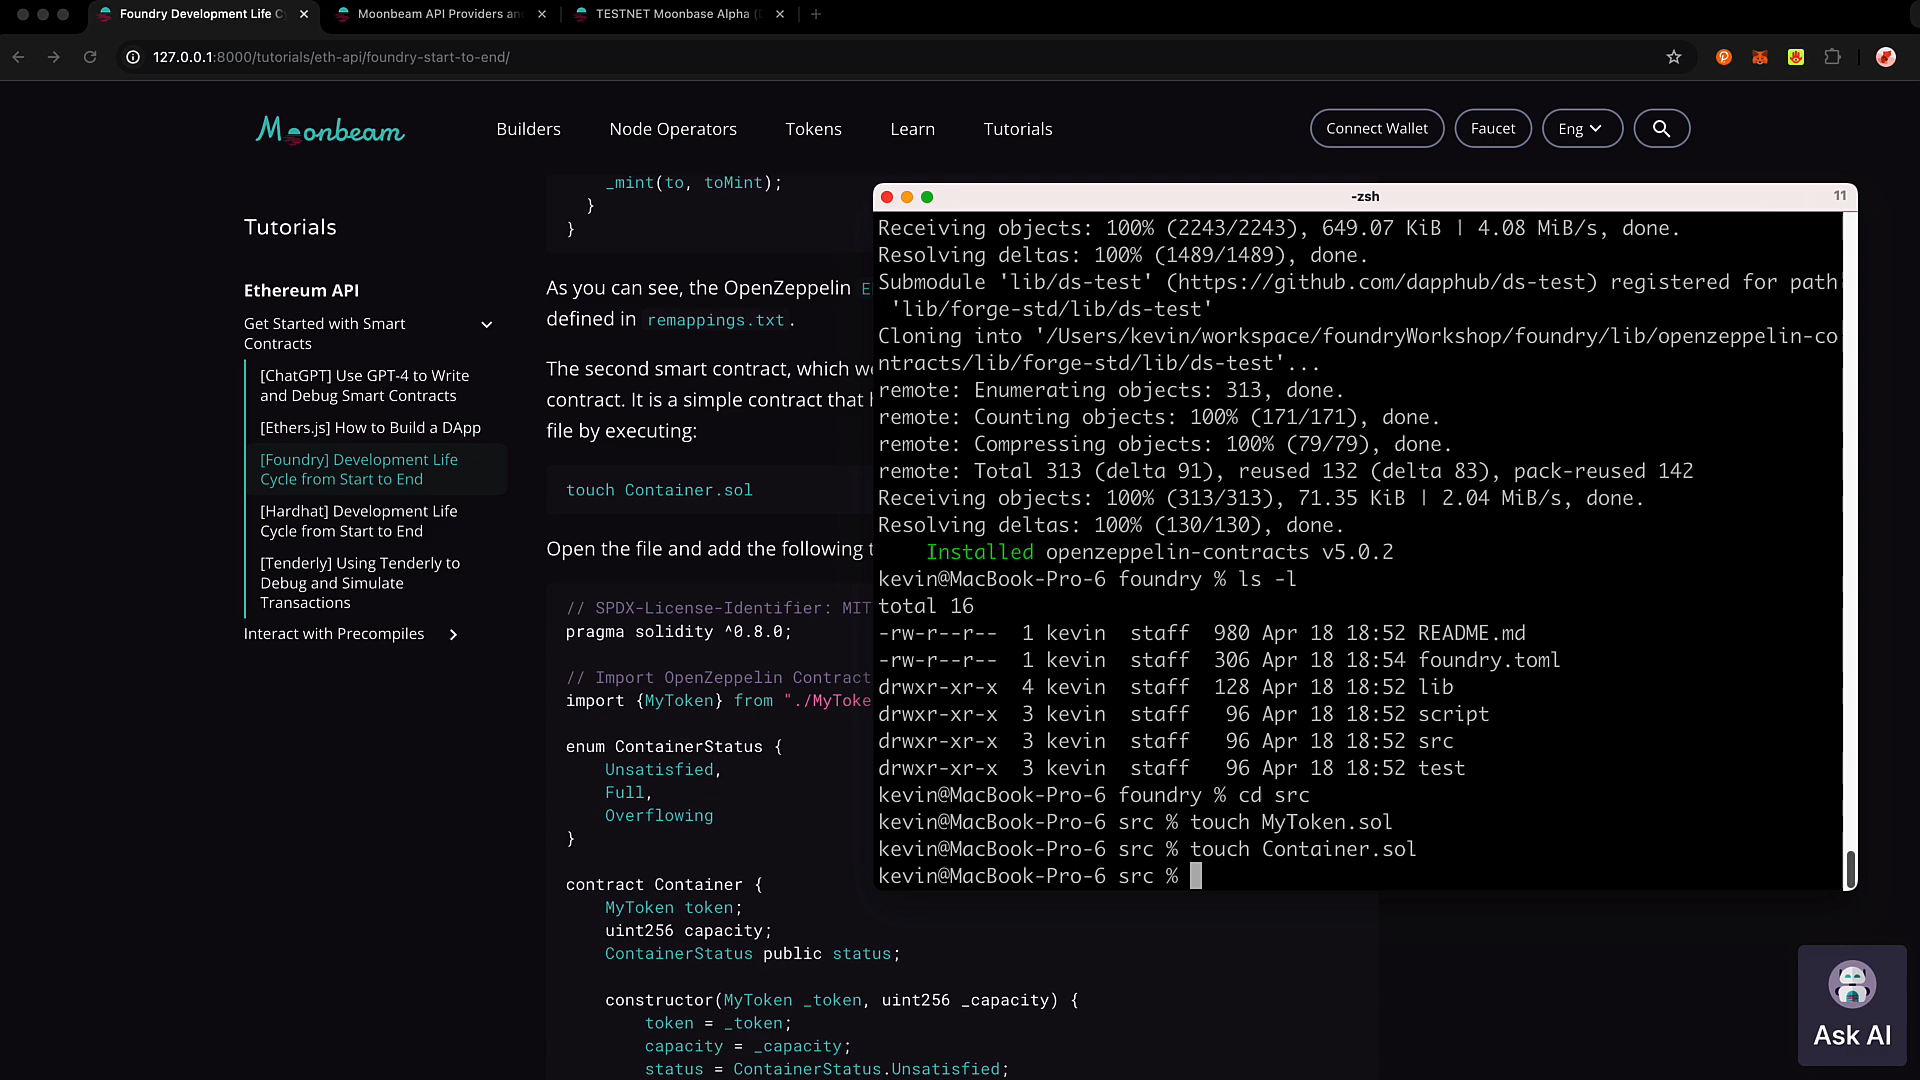 Foundry Development Life C
Moonbeam API Providers an
TESTNET Moonbase Alpha (D
127.0.0.1:8000/tutorials/eth-api/foundry-start-to-end/
Moonbeam
Builders
Node Operators
Tokens
Learn
Tutorials
Connect Wallet
Faucet
Eng
Tutorials
Ethereum API
Get Started with Smart
Contracts
[ChatGPT] Use GPT-4 to Write
and Debug Smart Contracts
[Ethers.js] How to Build a DApp
[Foundry] Development Life
Cycle from Start to End
[Hardhat] Development Life
Cycle from Start to End
[Tenderly] Using Tenderly to
Debug and Simulate
Transactions
Interact with Precompiles
_mint(to, toMint);
}
}
As you can see, the OpenZeppelin E
defined in remappings.txt.
The second smart contract, which we
contract. It is a simple contract that
file by executing:
touch Container.sol
Open the file and add the following t
// SPDX-License-Identifier: MIT
pragma solidity ^0.8.0;
// Import OpenZeppelin Contract
import {MyToken} from "./MyToke
enum ContainerStatus {
Unsatisfied,
Full,
Overflowing
}
contract Container {
MyToken token;
uint256 capacity;
ContainerStatus public status;
constructor(MyToken _token, uint256 _capacity) {
token = _token;
capacity = _capacity;
status = ContainerStatus.Unsatisfied;
-zsh
11
Receiving objects: 100% (2243/2243), 649.07 KiB | 4.08 MiB/s, done.
Resolving deltas: 100% (1489/1489), done.
Submodule 'lib/ds-test' (https://github.com/dapphub/ds-test) registered for path
'lib/forge-std/lib/ds-test'
Cloning into '/Users/kevin/workspace/foundryWorkshop/foundry/lib/openzeppelin-co
ntracts/lib/forge-std/lib/ds-test'...
remote: Enumerating objects: 313, done.
remote: Counting objects: 100% (171/171), done.
remote: Compressing objects: 100% (79/79), done.
remote: Total 313 (delta 91), reused 132 (delta 83), pack-reused 142
Receiving objects: 100% (313/313), 71.35 KiB | 2.04 MiB/s, done.
Resolving deltas: 100% (130/130), done.
Installed openzeppelin-contracts v5.0.2
kevin@MacBook-Pro-6 foundry % ls -l
total 16
-rw-r--r-- 1 kevin staff 980 Apr 18 18:52 README.md
-rw-r--r-- 1 kevin staff 306 Apr 18 18:54 foundry.toml
drwxr-xr-x 4 kevin staff 128 Apr 18 18:52 lib
drwxr-xr-x 3 kevin staff 96 Apr 18 18:52 script
drwxr-xr-x 3 kevin staff 96 Apr 18 18:52 src
drwxr-xr-x 3 kevin staff 96 Apr 18 18:52 test
kevin@MacBook-Pro-6 foundry % cd src
kevin@MacBook-Pro-6 src % touch MyToken.sol
kevin@MacBook-Pro-6 src % touch Container.sol
kevin@MacBook-Pro-6 src %
Ask AI